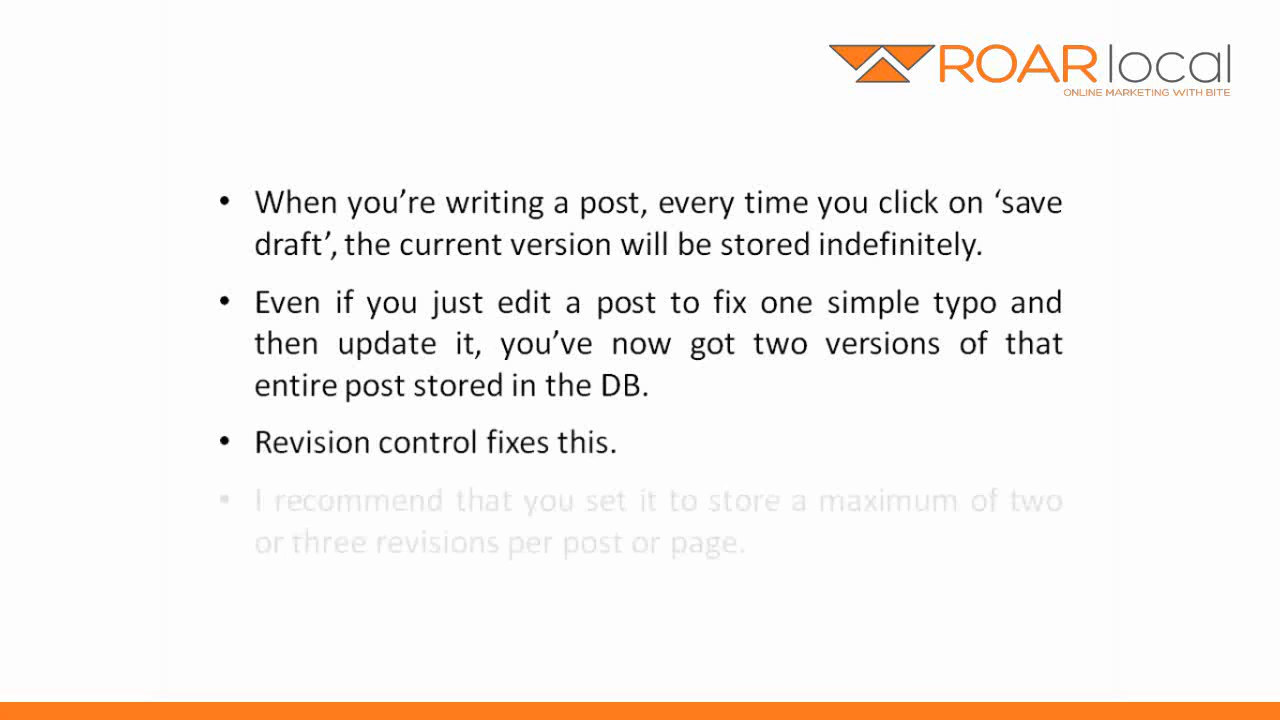 ROAR local
ONLINE MARKETING WITH BITE
• When you’re writing a post, every time you click on ‘save
draft’, the current version will be stored indefinitely.
• Even if you just edit a post to fix one simple typo and
then update it, you’ve now got two versions of that
entire post stored in the DB.
• Revision control fixes this.
• I recommend that you set it to store a maximum of two
or three revisions per post or page.